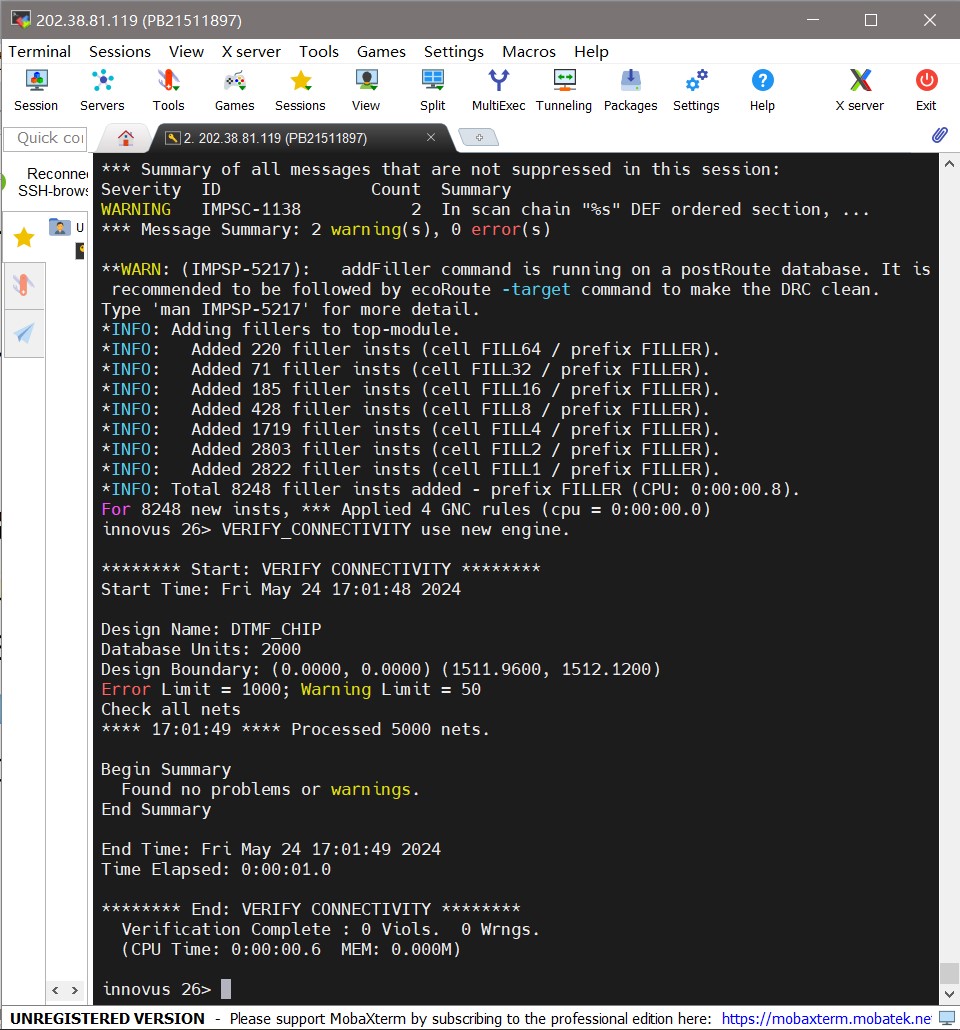 202.38.81.119 (PB21511897)
Terminal Sessions View X server Tools Games Settings Macros Help
Session Servers Tools Games Sessions View Split MultiExec Tunneling Packages Settings Help X server Exit
Quick
2. 202.38.81.119 (PB21511897)
*** Summary of all messages that are not suppressed in this session:
Severity  ID               Count  Summary
WARNING   IMPSC-1138           2  In scan chain "%s" DEF ordered section, ...
*** Message Summary: 2 warning(s), 0 error(s)
**WARN: (IMPSP-5217):   addFiller command is running on a postRoute database. It is
recommended to be followed by ecoRoute -target command to make the DRC clean.
Type 'man IMPSP-5217' for more detail.
*INFO: Adding fillers to top-module.
*INFO:   Added 220 filler insts (cell FILL64 / prefix FILLER).
*INFO:   Added 71 filler insts (cell FILL32 / prefix FILLER).
*INFO:   Added 185 filler insts (cell FILL16 / prefix FILLER).
*INFO:   Added 428 filler insts (cell FILL8 / prefix FILLER).
*INFO:   Added 1719 filler insts (cell FILL4 / prefix FILLER).
*INFO:   Added 2803 filler insts (cell FILL2 / prefix FILLER).
*INFO:   Added 2822 filler insts (cell FILL1 / prefix FILLER).
*INFO: Total 8248 filler insts added - prefix FILLER (CPU: 0:00:00.8).
For 8248 new insts, *** Applied 4 GNC rules (cpu = 0:00:00.0)
innovus 26> VERIFY_CONNECTIVITY use new engine.
******** Start: VERIFY CONNECTIVITY ********
Start Time: Fri May 24 17:01:48 2024
Design Name: DTMF_CHIP
Database Units: 2000
Design Boundary: (0.0000, 0.0000) (1511.9600, 1512.1200)
Error Limit = 1000; Warning Limit = 50
Check all nets
**** 17:01:49 **** Processed 5000 nets.
Begin Summary
Found no problems or warnings.
End Summary
End Time: Fri May 24 17:01:49 2024
Time Elapsed: 0:00:01.0
******** End: VERIFY CONNECTIVITY ********
Verification Complete : 0 Viols.  0 Wrngs.
(CPU Time: 0:00:00.6  MEM: 0.000M)
innovus 26>
UNREGISTERED VERSION - Please support MobaXterm by subscribing to the professional edition here: https://mobaxterm.mobatek.ne